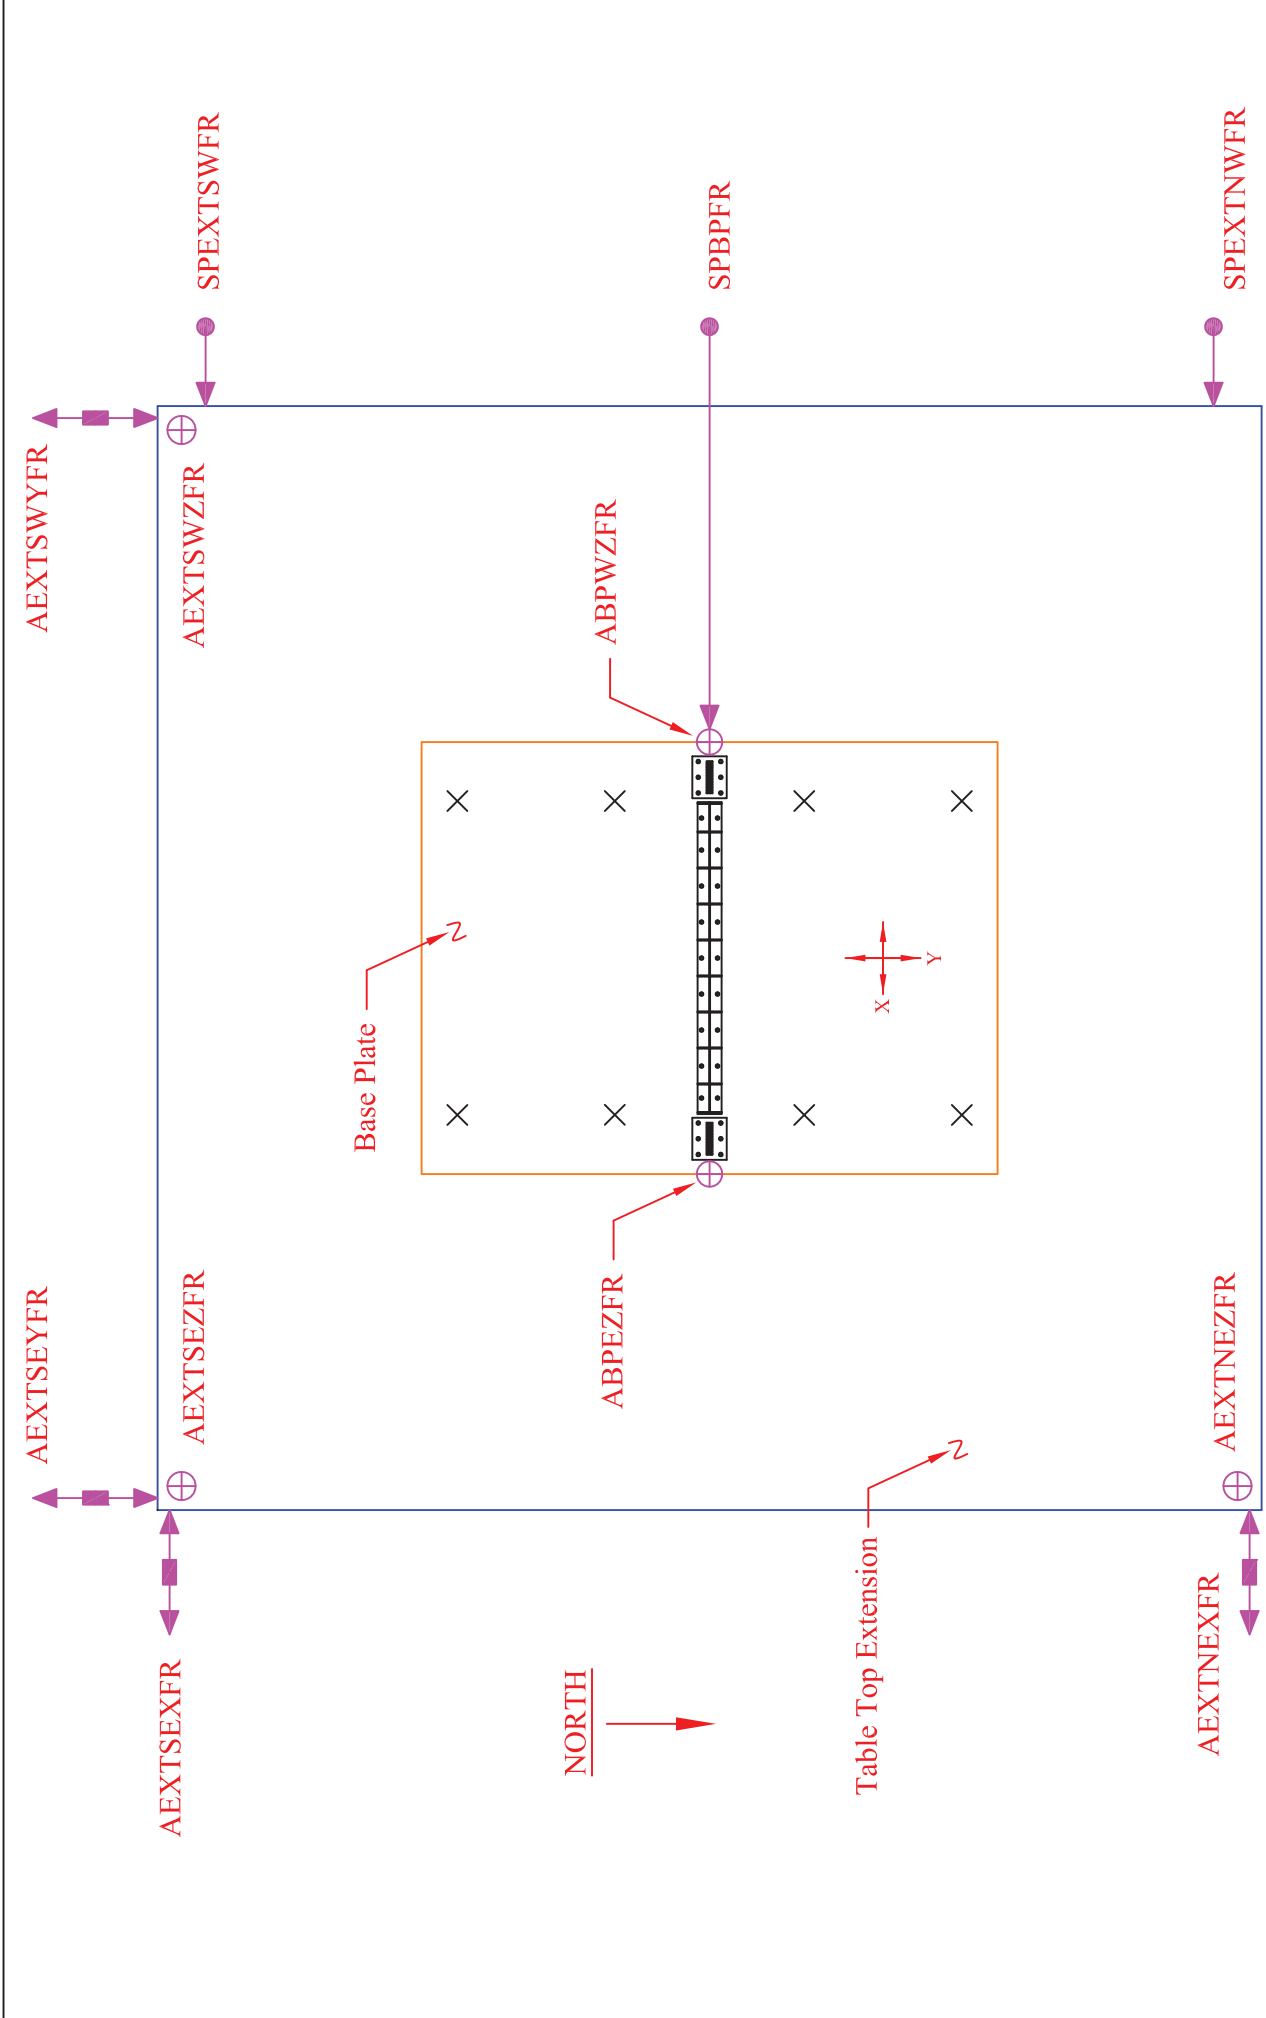 AEXTSEXFR
AEXTSEYFR
AEXTSWYFR
AEXTSEZFR
AEXTSWZFR
SPEXTSWFR
Base Plate
NORTH
ABPEZFR
ABPWZFR
SPBPFR
X
Y
Table Top Extension
AEXTNEXFR
AEXTNEZFR
SPEXTNWFR